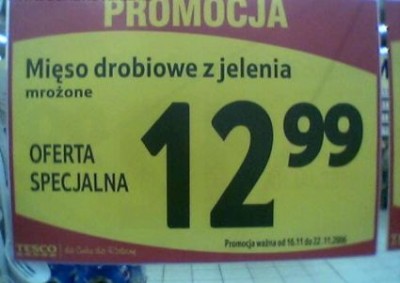 PROMOCJA
Mięso drobiowe z jelenia
mrożone
OFERTA
SPECJALNA
12 99
Promocja ważna od 16.11 do 22.11.2006
TESCO